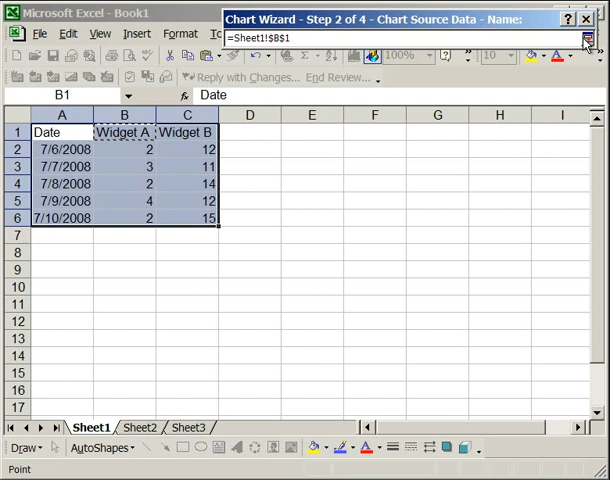 Microsoft Excel - Book1
Chart Wizard - Step 2 of 4 - Chart Source Data - Name:
=Sheet1!$B$1
File Edit View Insert Format
100% 10
Reply with Changes... End Review...
B1 fx Date
A B C D E F G H I
1 Date Widget A Widget B
2 7/6/2008 2 12
3 7/7/2008 3 11
4 7/8/2008 2 14
5 7/9/2008 4 12
6 7/10/2008 2 15
7
8
9
10
11
12
13
14
15
16
17
Sheet1 Sheet2 Sheet3
Draw AutoShapes
Point